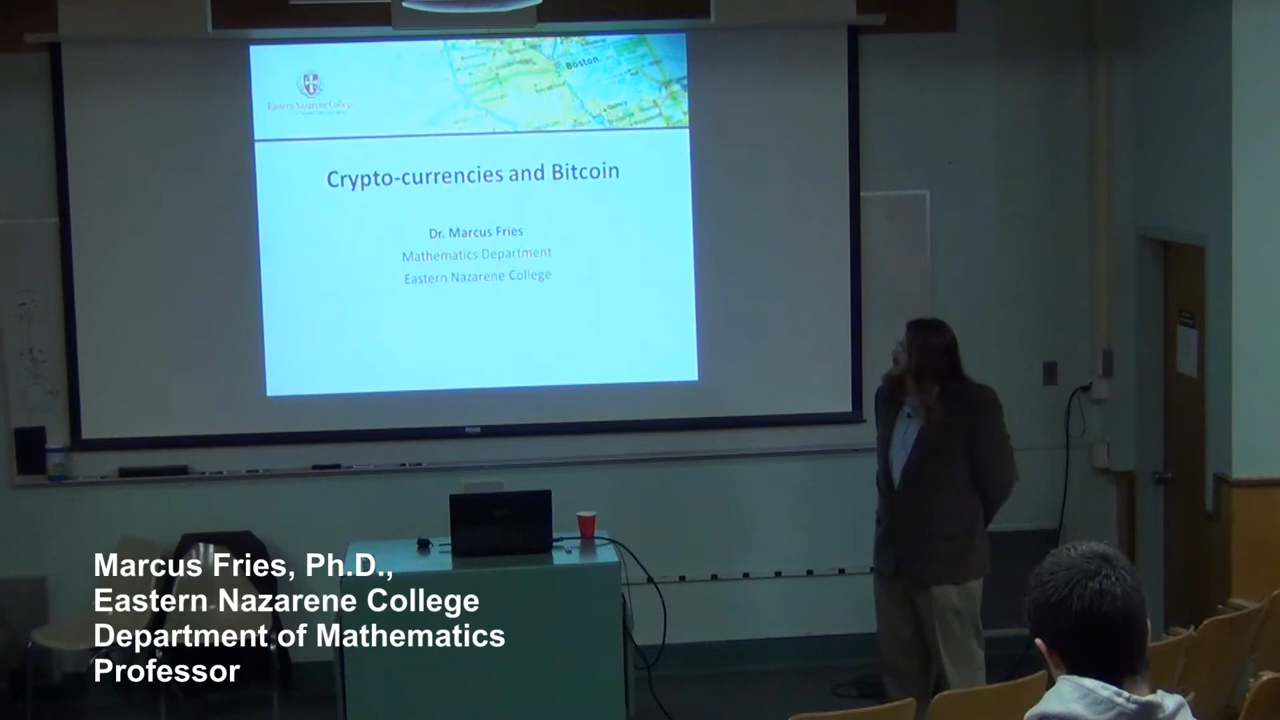 Boston
Eastern Nazarene College
Crypto-currencies and Bitcoin
Dr. Marcus Fries
Mathematics Department
Eastern Nazarene College
Marcus Fries, Ph.D.,
Eastern Nazarene College
Department of Mathematics
Professor